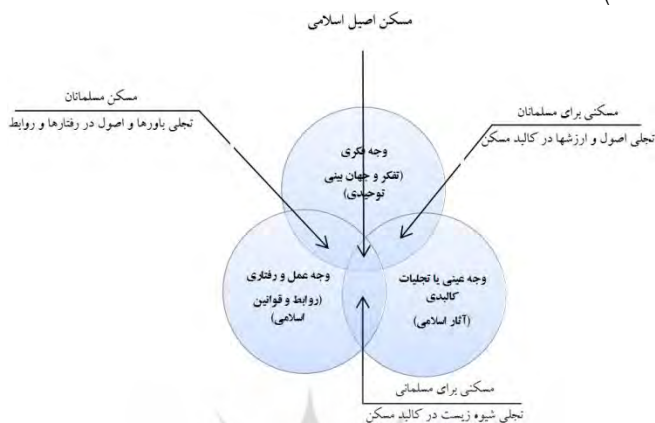 (
مسکن اصیل اسلامی
مسکنی برای مسلمانان
تجلی اصول و ارزشها در کالبد مسکن
مسکن مسلمانان
تجلی باورها و اصول در رفتارها و روابط
وجه فکری
(تفکر و جهان بینی
توحیدی)
وجه عینی یا تجلیات
کالبدی
(آثار اسلامی)
وجه عمل و رفتاری
(روابط و قوانین
اسلامی)
مسکنی برای مسلمانی
تجلی شیوه زیست در کالبد مسکن